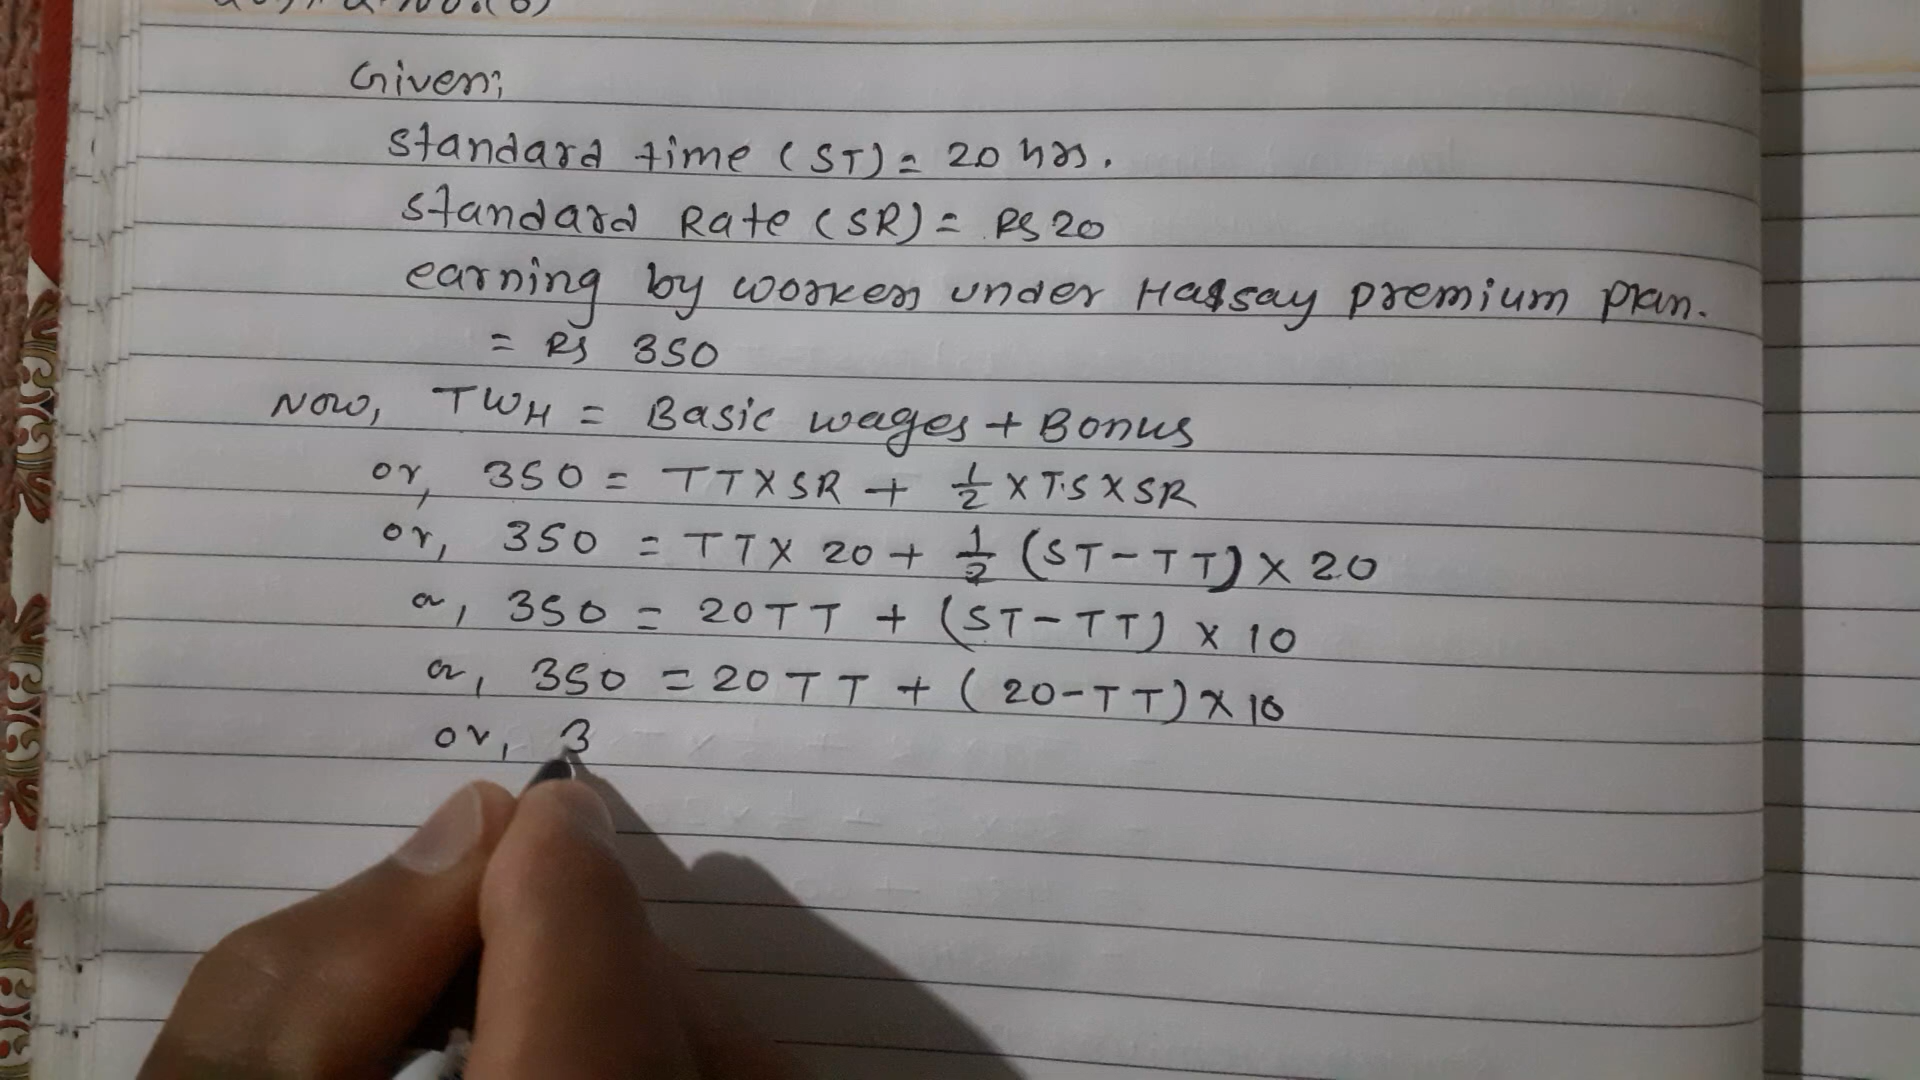 Given;
standard time (ST) = 20 hrs.
standard Rate (SR) = RS 20
earning by worker under Halsay premium plan.
= RS 350
Now, TWH = Basic wages + Bonus
or, 350 = TT X SR + 1/2 X T.S X SR
or, 350 = TT X 20 + 1/2 (ST - TT) X 20
or, 350 = 20TT + (ST - TT) X 10
or, 350 = 20TT + (20 - TT) X 10
or, 3